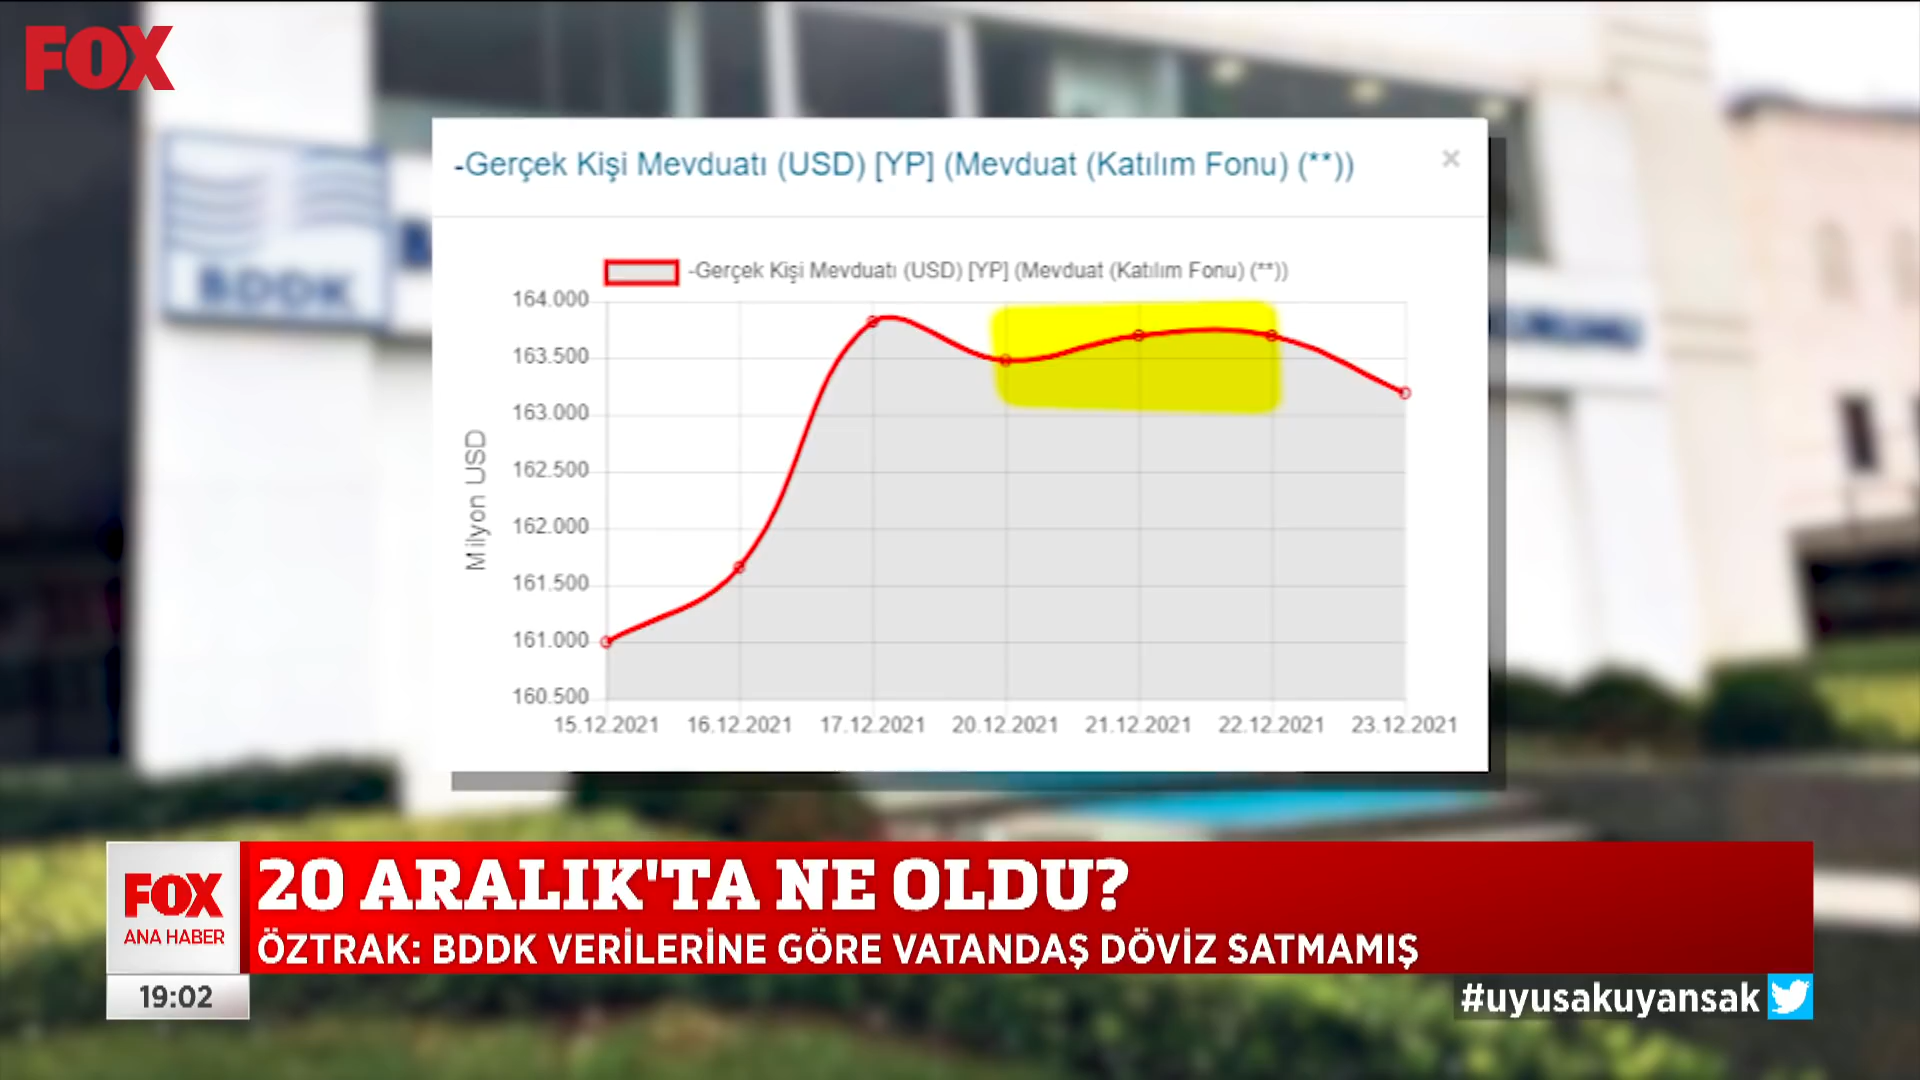 FOX
BDDK
-Gerçek Kişi Mevduatı (USD) [YP] (Mevduat (Katılım Fonu) (**))
×
-Gerçek Kişi Mevduatı (USD) [YP] (Mevduat (Katılım Fonu) (**))
164.000
163.500
163.000
162.500
162.000
161.500
161.000
160.500
Milyon USD
15.12.2021 16.12.2021 17.12.2021 20.12.2021 21.12.2021 22.12.2021 23.12.2021
FOX
ANA HABER
20 ARALIK'TA NE OLDU?
ÖZTRAK: BDDK VERİLERİNE GÖRE VATANDAŞ DÖVİZ SATMAMIŞ
19:02
#uyusakuyansak